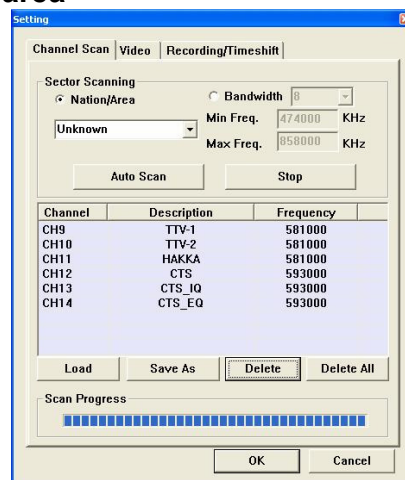 area
Setting
Channel Scan Video Recording/Timeshift
Sector Scanning
Nation/Area Bandwidth 8
Unknown Min Freq. 474000 KHz
Max Freq. 858000 KHz
Auto Scan Stop
Channel Description Frequency
CH9 TTV-1 581000
CH10 TTV-2 581000
CH11 HAKKA 581000
CH12 CTS 593000
CH13 CTS_IQ 593000
CH14 CTS_EQ 593000
Load Save As Delete Delete All
Scan Progress
OK Cancel